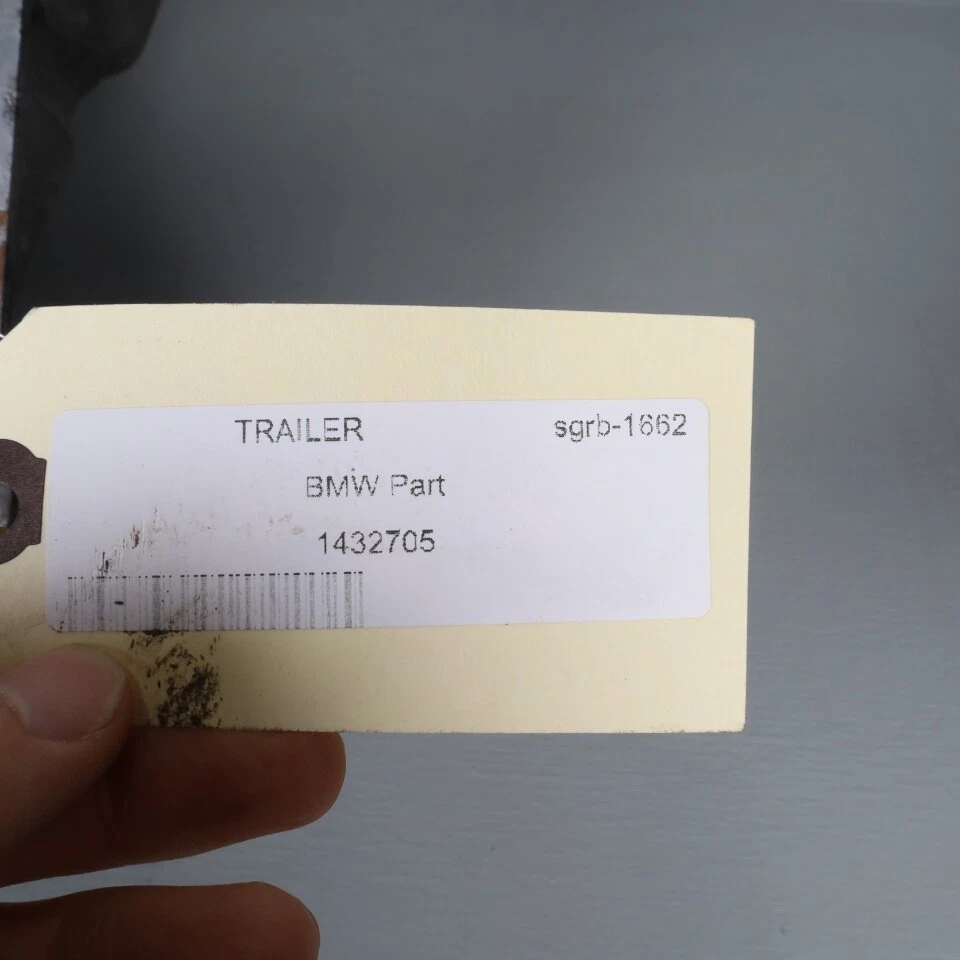 TRAILER sgrb-1662
BMW Part
1432705